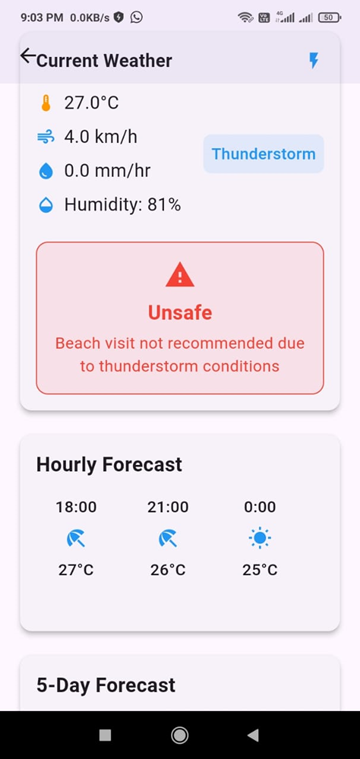 9:03 PM 0.0KB/s 4G 50
Current Weather
27.0°C
4.0 km/h
Thunderstorm
0.0 mm/hr
Humidity: 81%
Unsafe
Beach visit not recommended due
to thunderstorm conditions
Hourly Forecast
18:00 21:00 0:00
27°C 26°C 25°C
5-Day Forecast